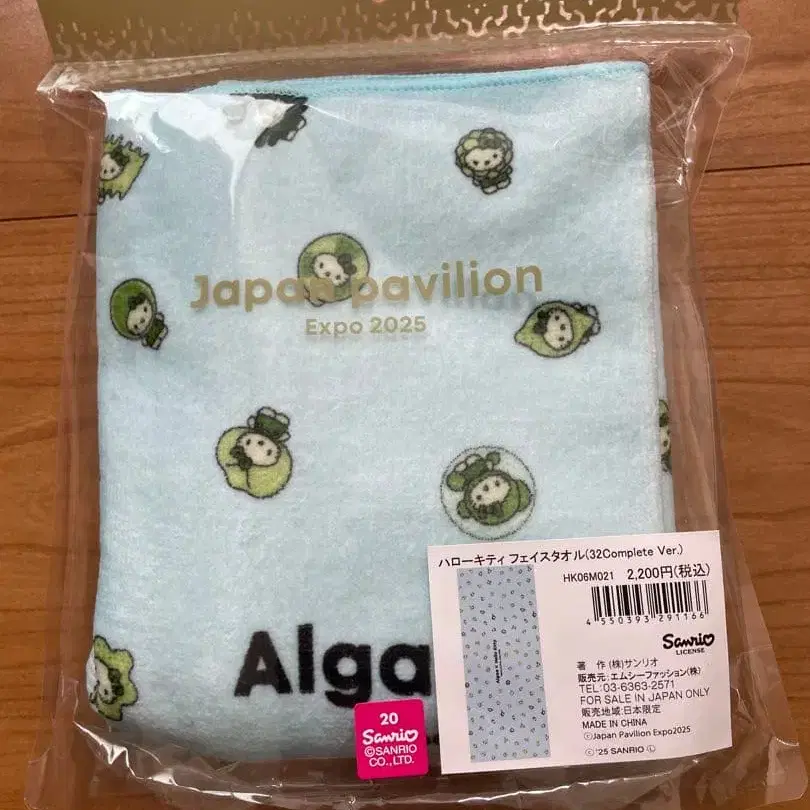 Japan pavilion
Expo 2025
ハローキティ フェイスタオル(32Complete Ver.)
HK06M021 2,200円(税込)
4 550393 291166
Sanrio
LICENSE
著 作 (株)サンリオ
販売元:エムシーファッション(株)
TEL:03-6363-2571
FOR SALE IN JAPAN ONLY
販売地域:日本限定
MADE IN CHINA
©Japan Pavilion Expo2025
©'25 SANRIO Ⓛ
Alga
20
Sanrio
©SANRIO
CO.,LTD.